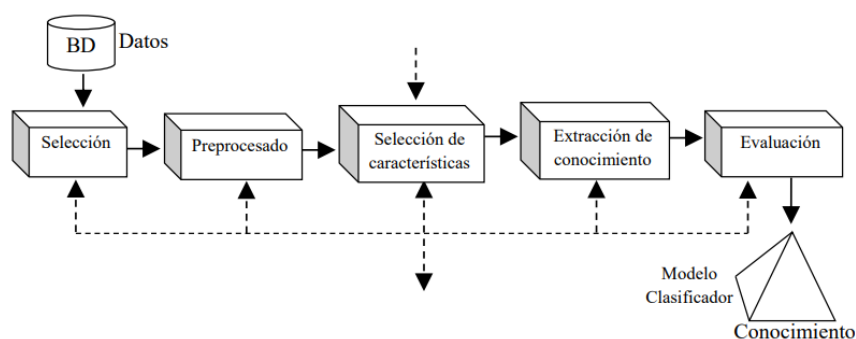 BD
Datos
Selección
Preprocesado
Selección de
características
Extracción de
conocimiento
Evaluación
Modelo
Clasificador
Conocimiento